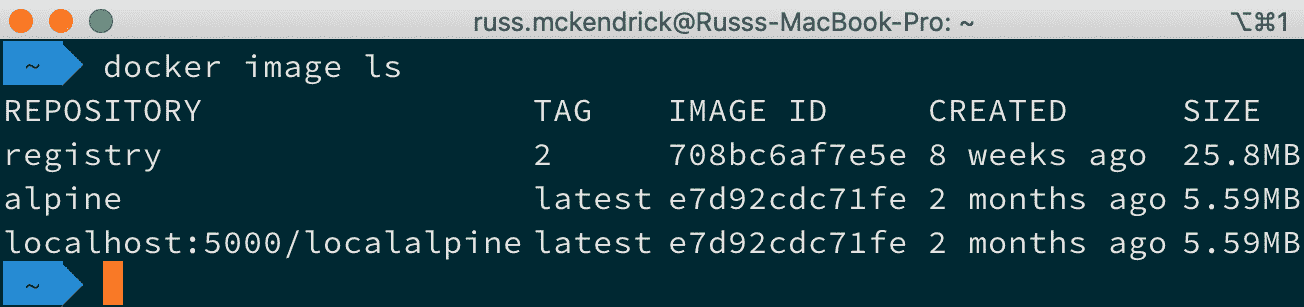 russ.mckendrick@Russs-MacBook-Pro: ~ ⌥⌘1
~ docker image ls
REPOSITORY TAG IMAGE ID CREATED SIZE
registry 2 708bc6af7e5e 8 weeks ago 25.8MB
alpine latest e7d92cdc71fe 2 months ago 5.59MB
localhost:5000/localalpine latest e7d92cdc71fe 2 months ago 5.59MB
~